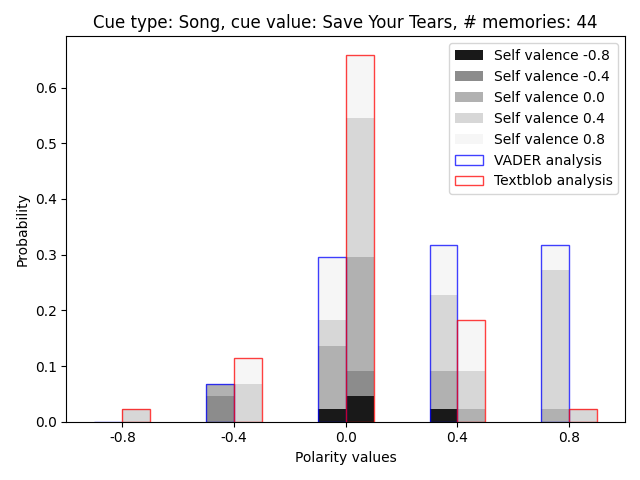 Cue type: Song, cue value: Save Your Tears, # memories: 44
Self valence -0.8
Self valence -0.4
Self valence 0.0
Self valence 0.4
Self valence 0.8
VADER analysis
Textblob analysis
Probability
0.6
0.5
0.4
0.3
0.2
0.1
0.0
-0.8 -0.4 0.0 0.4 0.8
Polarity values